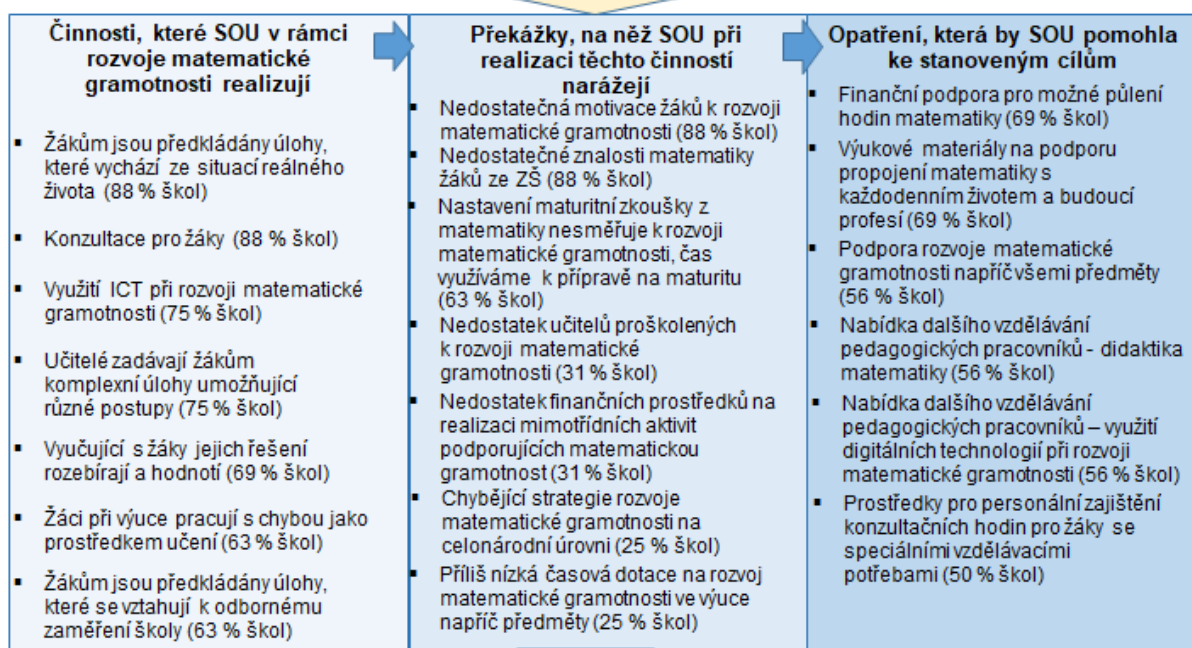 Činnosti, které SOU v rámci
rozvoje matematické
gramotnosti realizují
▪ Žákům jsou předkládány úlohy,
které vychází ze situací reálného
života (88 % škol)
▪ Konzultace pro žáky (88 % škol)
▪ Využití ICT při rozvoji matematické
gramotnosti (75 % škol)
▪ Učitelé zadávají žákům
komplexní úlohy umožňující
různé postupy (75 % škol)
▪ Vyučující s žáky jejich řešení
rozebírají a hodnotí (69 % škol)
▪ Žáci při výuce pracují s chybou jako
prostředkem učení (63 % škol)
▪ Žákům jsou předkládány úlohy,
které se vztahují k odbornému
zaměření školy (63 % škol)
Překážky, na něž SOU při
realizaci těchto činností
narážejí
▪ Nedostatečná motivace žáků k rozvoji
matematické gramotnosti (88 % škol)
▪ Nedostatečné znalosti matematiky
žáků ze ZŠ (88 % škol)
▪ Nastavení maturitní zkoušky z
matematiky nesměřuje k rozvoji
matematické gramotnosti, čas
využíváme k přípravě na maturitu
(63 % škol)
▪ Nedostatek učitelů proškolených
k rozvoji matematické
gramotnosti (31 % škol)
▪ Nedostatek finančních prostředků na
realizaci mimotřídních aktivit
podporujících matematickou
gramotnost (31 % škol)
▪ Chybějící strategie rozvoje
matematické gramotnosti na
celonárodní úrovni (25 % škol)
▪ Příliš nízká časová dotace na rozvoj
matematické gramotnosti ve výuce
napříč předměty (25 % škol)
Opatření, která by SOU pomohla
ke stanoveným cílům
▪ Finanční podpora pro možné půlení
hodin matematiky (69 % škol)
▪ Výukové materiály na podporu
propojení matematiky s
každodenním životem a budoucí
profesí (69 % škol)
▪ Podpora rozvoje matematické
gramotnosti napříč všemi předměty
(56 % škol)
▪ Nabídka dalšího vzdělávání
pedagogických pracovníků - didaktika
matematiky (56 % škol)
▪ Nabídka dalšího vzdělávání
pedagogických pracovníků – využití
digitálních technologií při rozvoji
matematické gramotnosti (56 % škol)
▪ Prostředky pro personální zajištění
konzultačních hodin pro žáky se
speciálními vzdělávacími
potřebami (50 % škol)